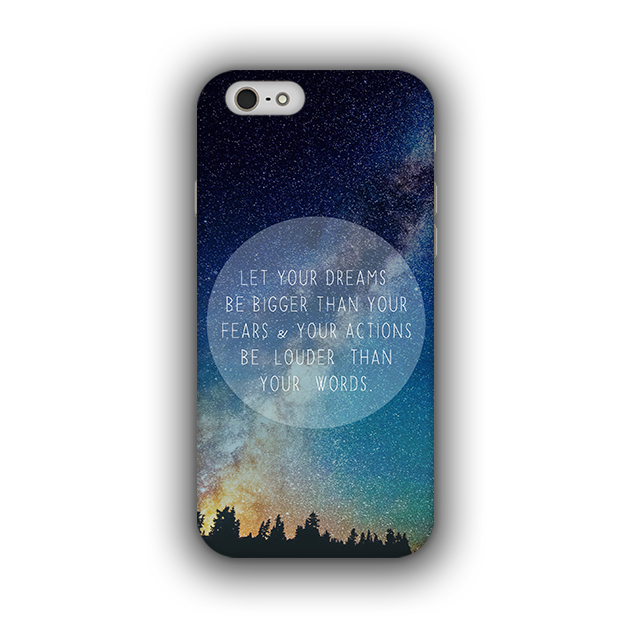 LET YOUR DREAMS
BE BIGGER THAN YOUR
FEARS & YOUR ACTIONS
BE LOUDER THAN
YOUR WORDS.